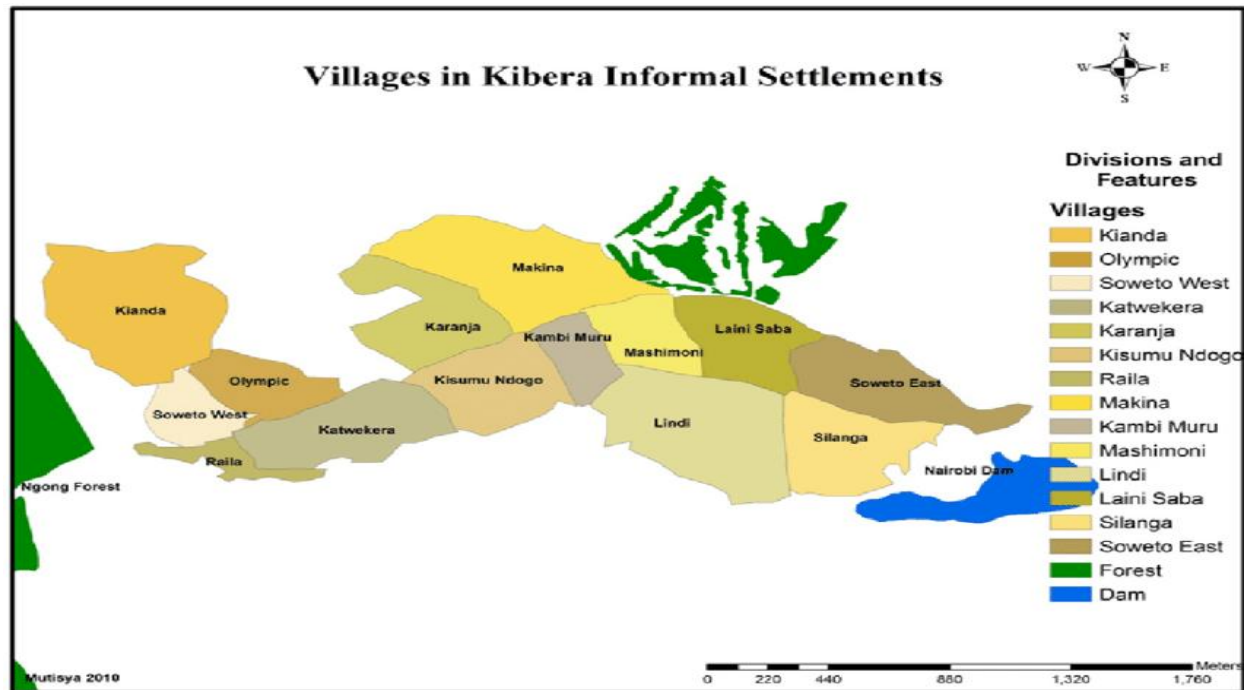 Villages in Kibera Informal Settlements
N
W E
S
Divisions and
Features
Villages
Kianda
Olympic
Soweto West
Katwekera
Karanja
Kisumu Ndogo
Raila
Makina
Kambi Muru
Mashimoni
Lindi
Laini Saba
Silanga
Soweto East
Forest
Dam
Makina
Kianda
Karanja
Kambi Muru
Laini Saba
Mashimoni
Olympic
Kisumu Ndogo
Soweto East
Soweto West
Katwekera
Lindi
Silanga
Raila
Nairobi Dam
Ngong Forest
Mutisya 2010
Meters
0 220 440 880 1,320 1,760